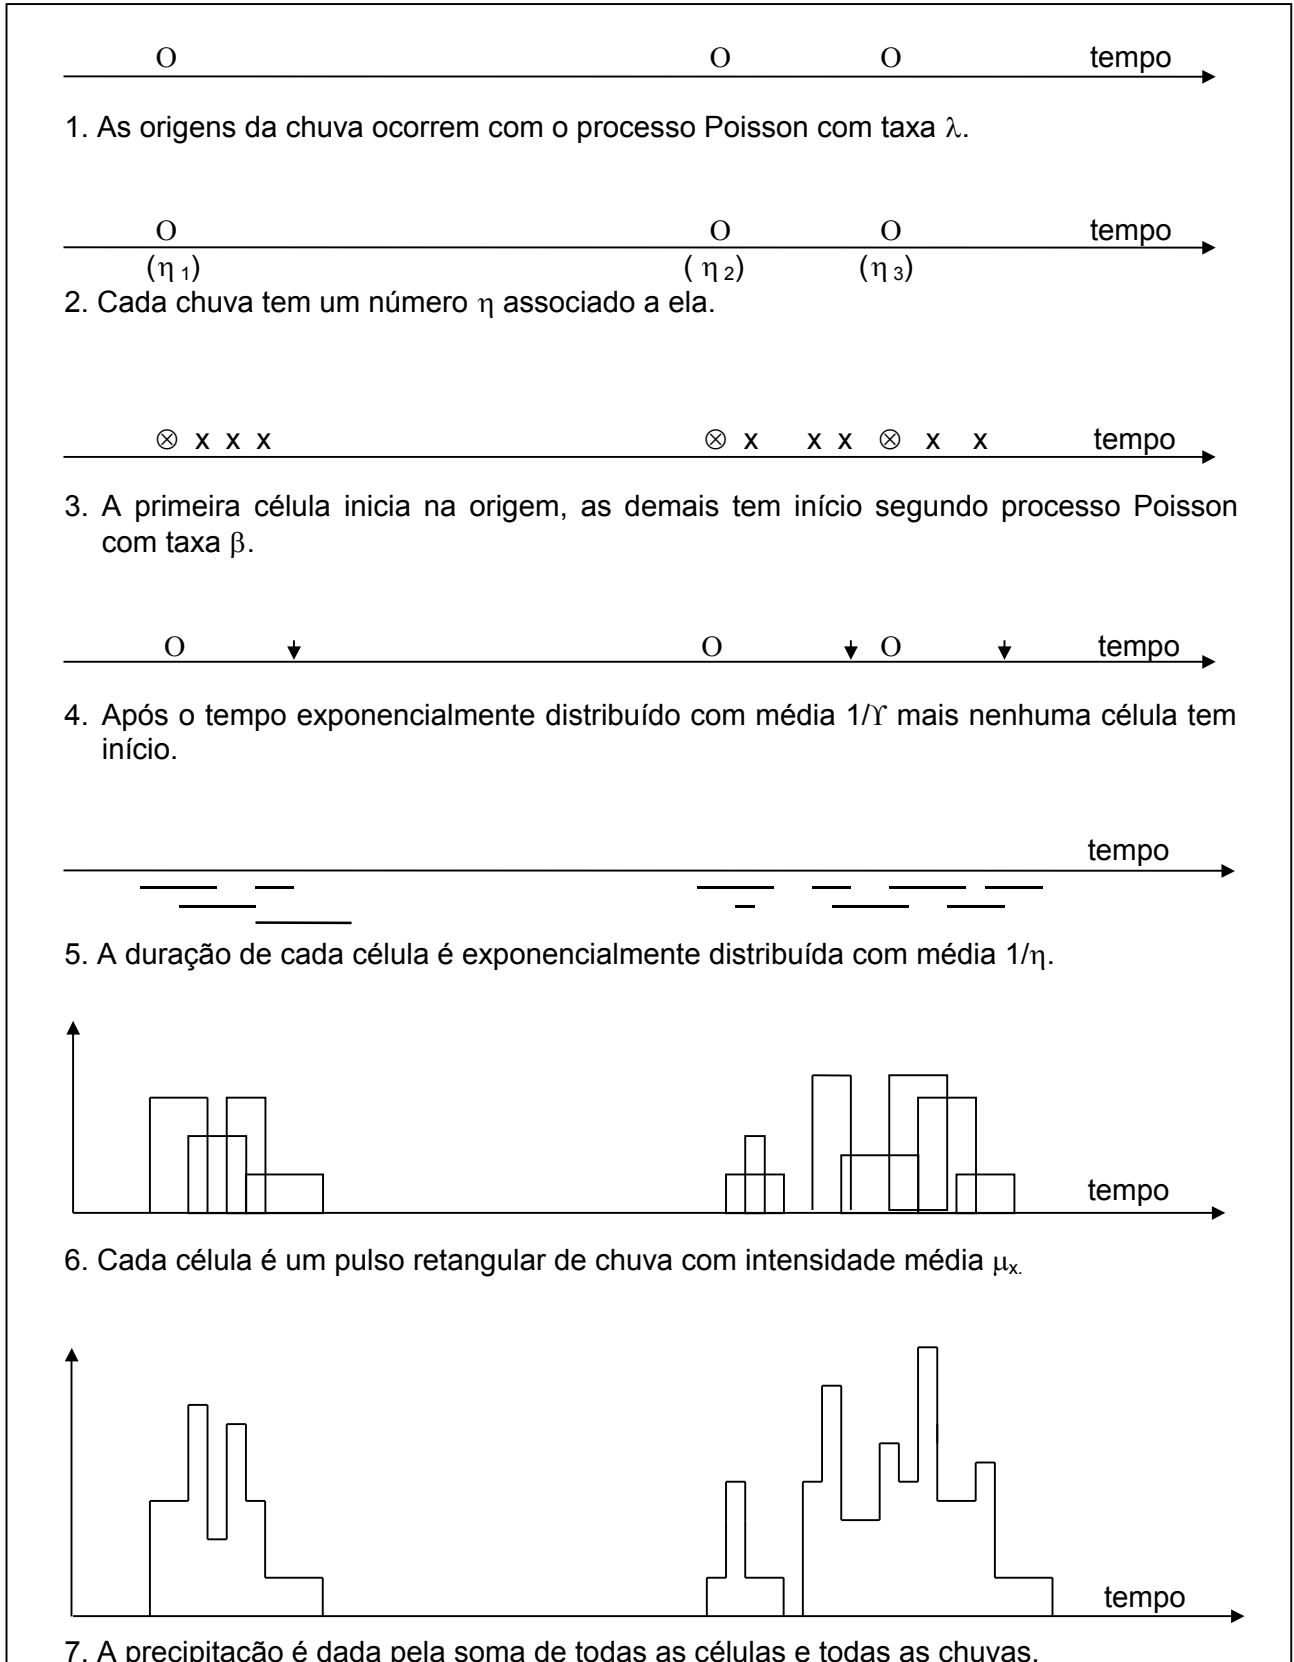 O O O tempo
1. As origens da chuva ocorrem com o processo Poisson com taxa λ.
O O O tempo
(η 1) ( η 2) (η 3)
2. Cada chuva tem um número η associado a ela.
⊗ x x x ⊗ x x x ⊗ x x tempo
3. A primeira célula inicia na origem, as demais tem início segundo processo Poisson
com taxa β.
O O O tempo
4. Após o tempo exponencialmente distribuído com média 1/ϒ mais nenhuma célula tem
início.
tempo
5. A duração de cada célula é exponencialmente distribuída com média 1/η.
tempo
6. Cada célula é um pulso retangular de chuva com intensidade média μx.
tempo
7. A precipitação é dada pela soma de todas as células e todas as chuvas.